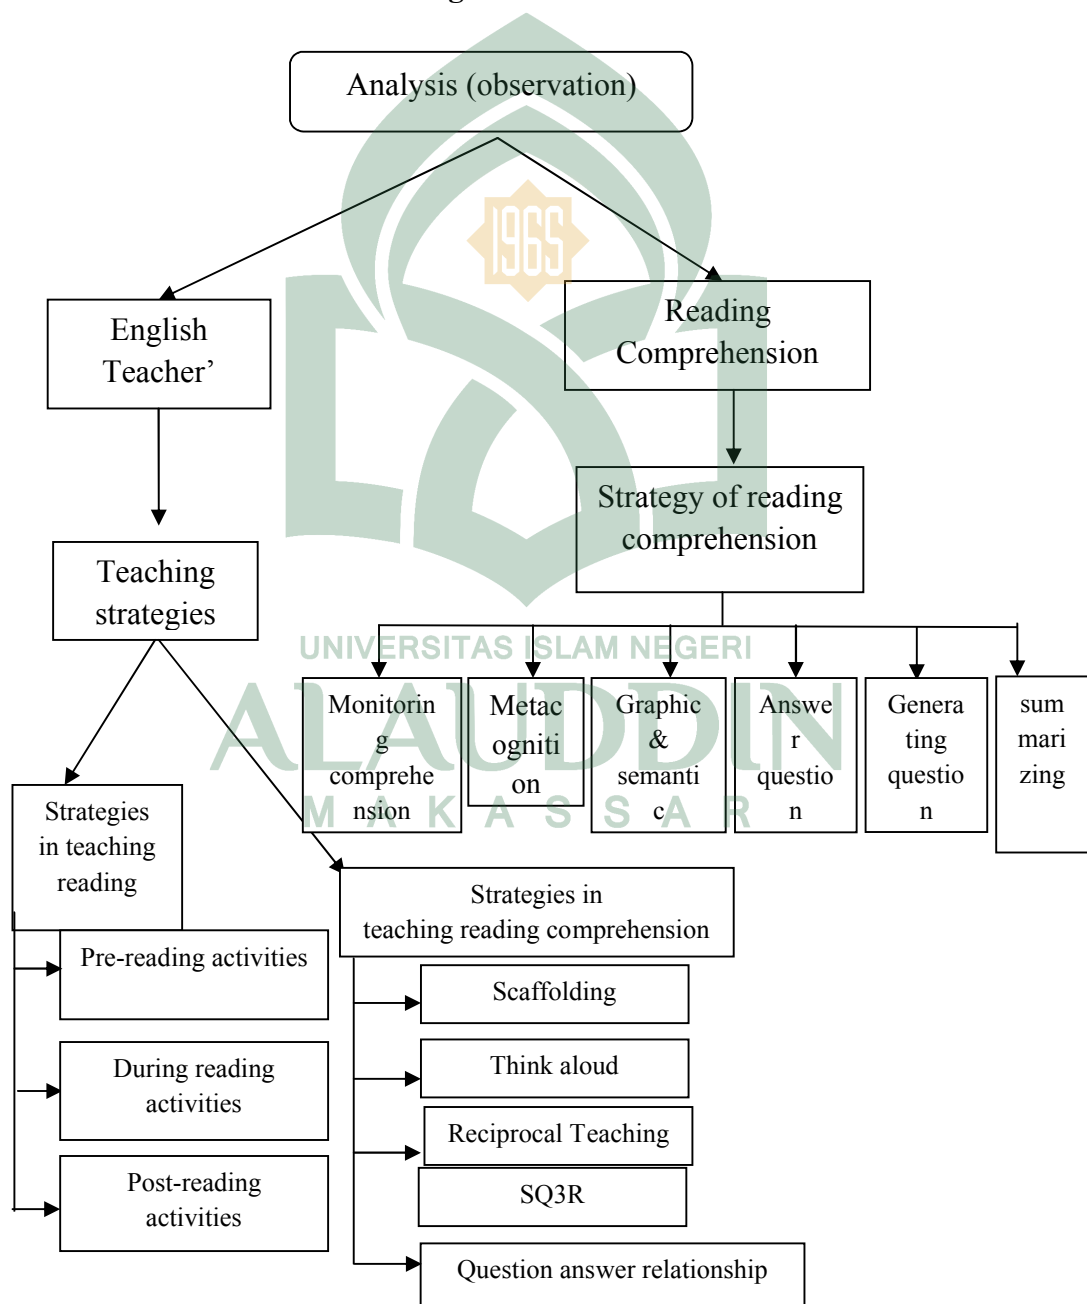 Analysis (observation)
1965
English
Teacher’
Reading
Comprehension
Strategy of reading
comprehension
Teaching
strategies
UNIVERSITAS ISLAM NEGERI
ALAUDDIN
MAKASSAR
Monitorin
g
comprehe
nsion
Metac
ogniti
on
Graphic
&
semanti
c
Answe
r
questio
n
Genera
ting
questio
n
sum
mari
zing
Strategies
in teaching
reading
Pre-reading activities
During reading
activities
Post-reading
activities
Strategies in
teaching reading comprehension
Scaffolding
Think aloud
Reciprocal Teaching
SQ3R
Question answer relationship